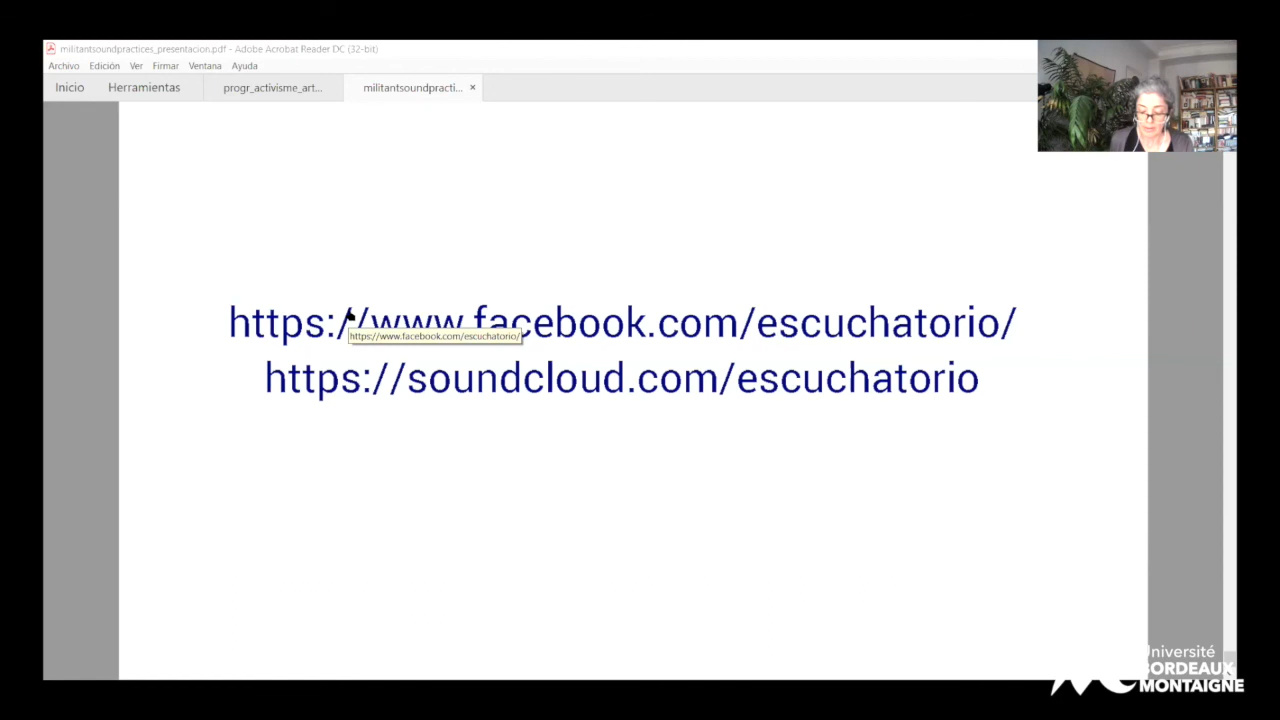 militantsoundpractices_presentacion.pdf - Adobe Acrobat Reader DC (32-bit)
Archivo Edición Ver Firmar Ventana Ayuda
Inicio Herramientas progr_activisme_art... militantsoundpracti... ×
https://www.facebook.com/escuchatorio/
https://www.facebook.com/escuchatorio/
https://soundcloud.com/escuchatorio
Université
BORDEAUX
MONTAIGNE